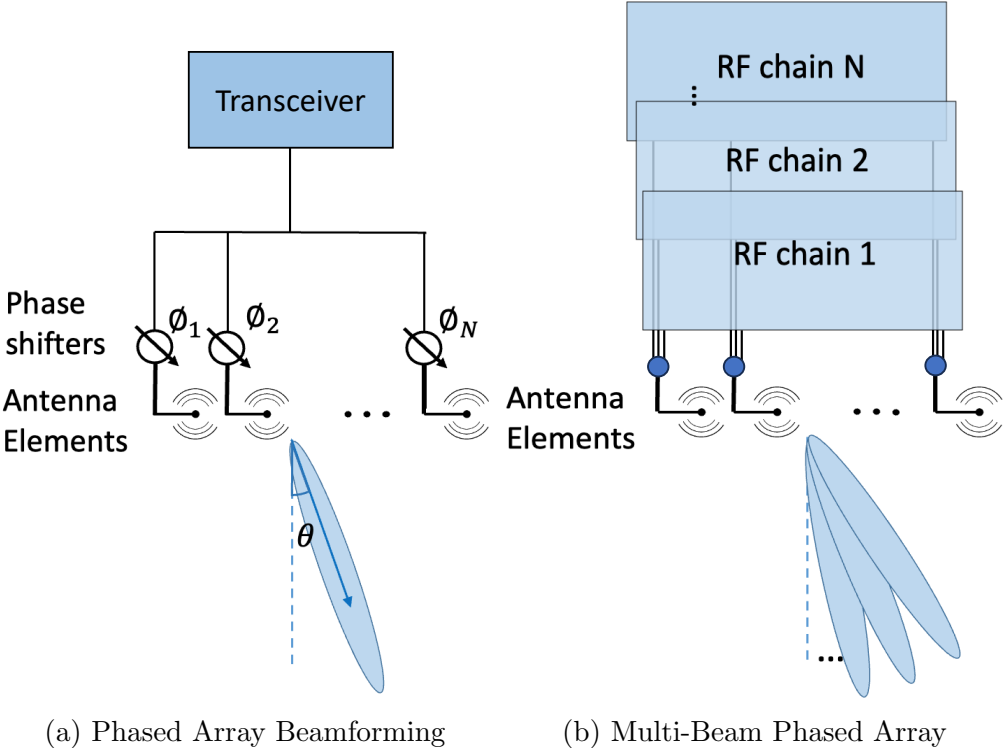 Transceiver
Phase
shifters
∅1
∅2
∅N
Antenna
Elements
...
θ
(a) Phased Array Beamforming
RF chain N
...
RF chain 2
RF chain 1
Antenna
Elements
...
...
(b) Multi-Beam Phased Array